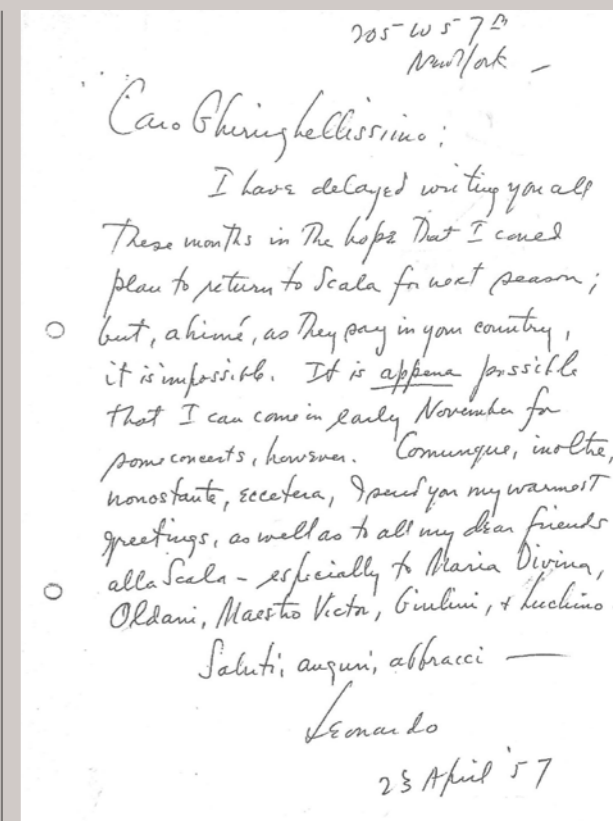 205 W 57th
New York —
Caro Ghiringhellissimo:
I have delayed writing you all
These months in The hope That I could
plan to return to Scala for next season;
but, ahimé, as They say in your country,
it is impossible. It is appena possible
that I can come in early November for
some concerts, however. Comunque, inoltre,
nonostante, eccetera, I send you my warmest
greetings, as well as to all my dear friends
alla Scala – especially to Maria Divina,
Oldani, Maestro Victor, Giulini, + Luchino
Saluti, auguri, abbracci —
Leonardo
23 April '57